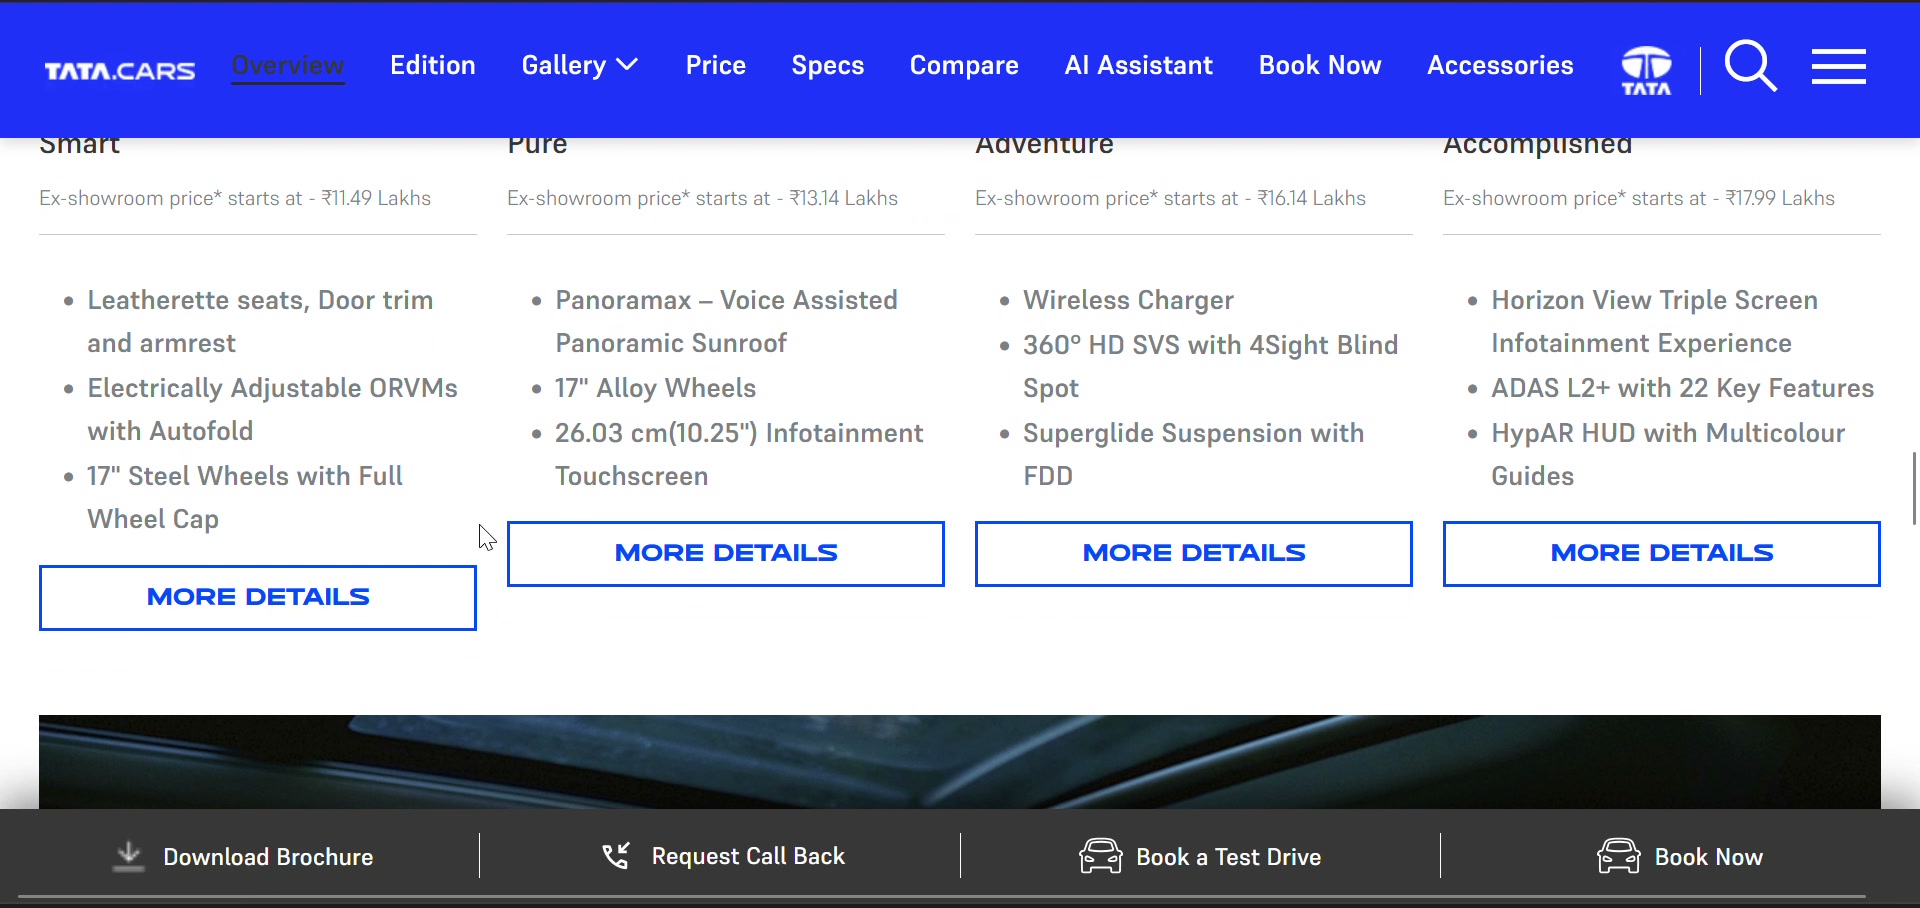 TATA.CARS Overview Edition Gallery Price Specs Compare AI Assistant Book Now Accessories TATA
Smart
Ex-showroom price* starts at - ₹11.49 Lakhs
• Leatherette seats, Door trim
and armrest
• Electrically Adjustable ORVMs
with Autofold
• 17" Steel Wheels with Full
Wheel Cap
MORE DETAILS
Pure
Ex-showroom price* starts at - ₹13.14 Lakhs
• Panoramax – Voice Assisted
Panoramic Sunroof
• 17" Alloy Wheels
• 26.03 cm(10.25") Infotainment
Touchscreen
MORE DETAILS
Adventure
Ex-showroom price* starts at - ₹16.14 Lakhs
• Wireless Charger
• 360° HD SVS with 4Sight Blind
Spot
• Superglide Suspension with
FDD
MORE DETAILS
Accomplished
Ex-showroom price* starts at - ₹17.99 Lakhs
• Horizon View Triple Screen
Infotainment Experience
• ADAS L2+ with 22 Key Features
• HypAR HUD with Multicolour
Guides
MORE DETAILS
Download Brochure Request Call Back Book a Test Drive Book Now